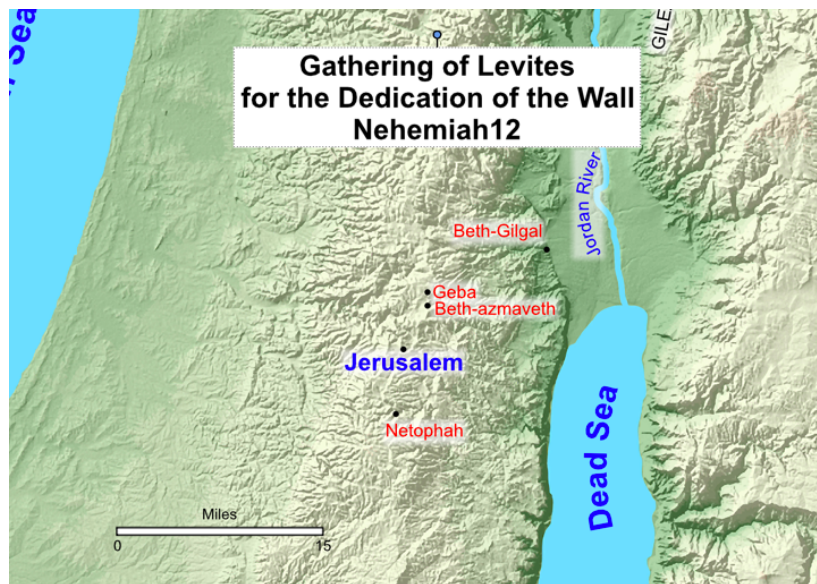 n Sea
GILE
Gathering of Levites
for the Dedication of the Wall
Nehemiah12
Jordan River
Beth-Gilgal
Geba
Beth-azmaveth
Jerusalem
Netophah
Dead Sea
Miles
0 15